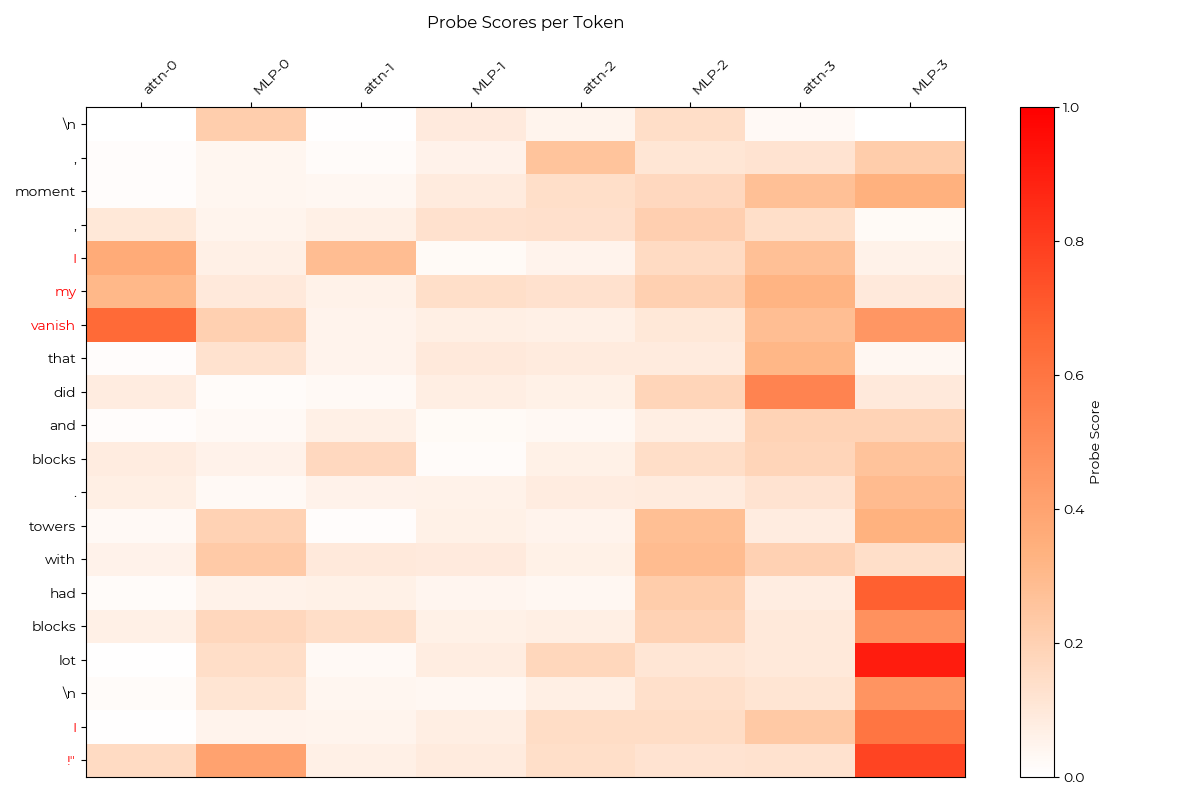 Probe Scores per Token
attn-0 MLP-0 attn-1 MLP-1 attn-2 MLP-2 attn-3 MLP-3
\n
,
moment
,
I
my
vanish
that
did
and
blocks
.
towers
with
had
blocks
lot
\n
I
!"
1.0
0.8
0.6
0.4
0.2
0.0
Probe Score